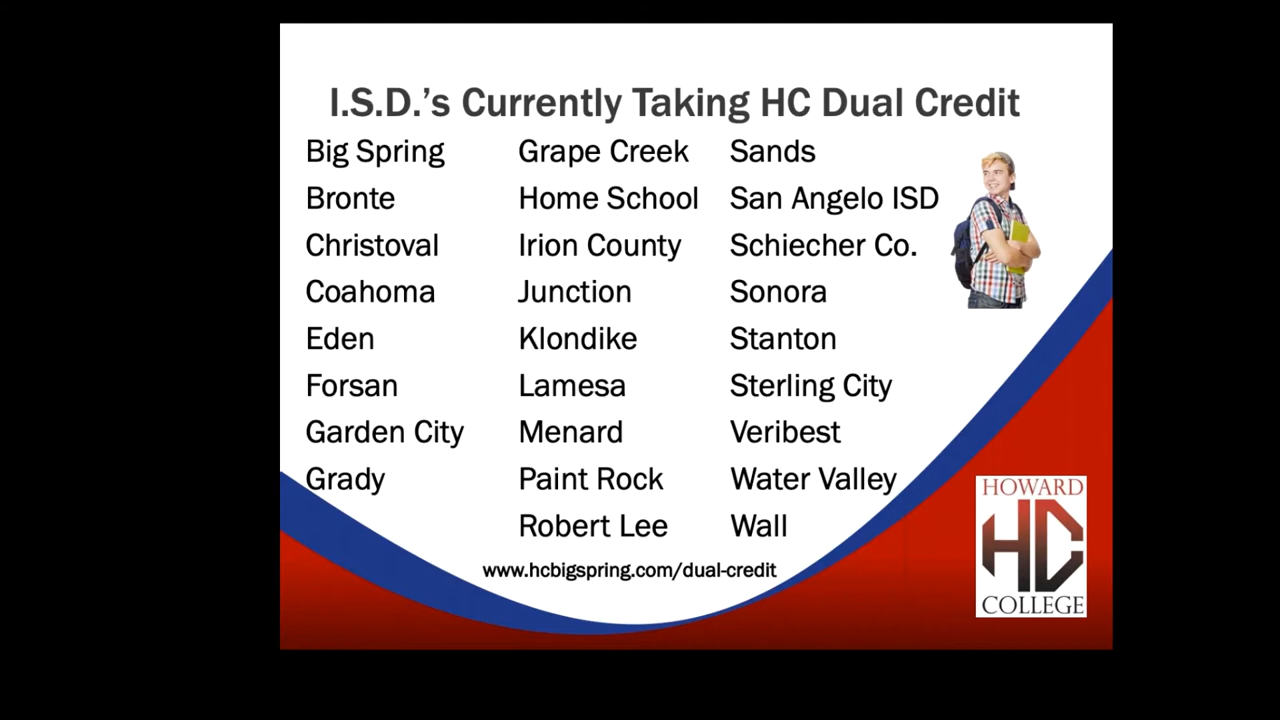 I.S.D.’s Currently Taking HC Dual Credit
Big Spring
Bronte
Christoval
Coahoma
Eden
Forsan
Garden City
Grady
Grape Creek
Home School
Irion County
Junction
Klondike
Lamesa
Menard
Paint Rock
Robert Lee
Sands
San Angelo ISD
Schiecher Co.
Sonora
Stanton
Sterling City
Veribest
Water Valley
Wall
www.hcbigspring.com/dual-credit
HOWARD
HC
COLLEGE